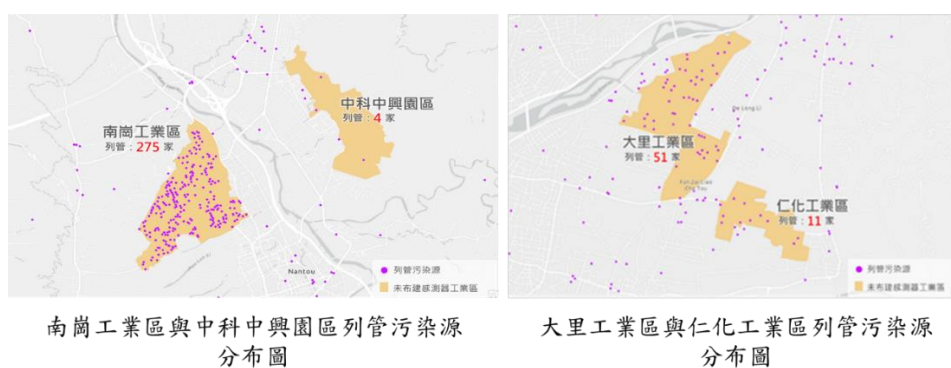 南崗工業區
列管：275 家
中科中興園區
列管：4 家
Nantou
列管污染源
未布建感測器工業區
大里工業區
列管：51 家
仁化工業區
列管：11 家
列管污染源
未布建感測器工業區
南崗工業區與中科中興園區列管污染源
分布圖
大里工業區與仁化工業區列管污染源
分布圖